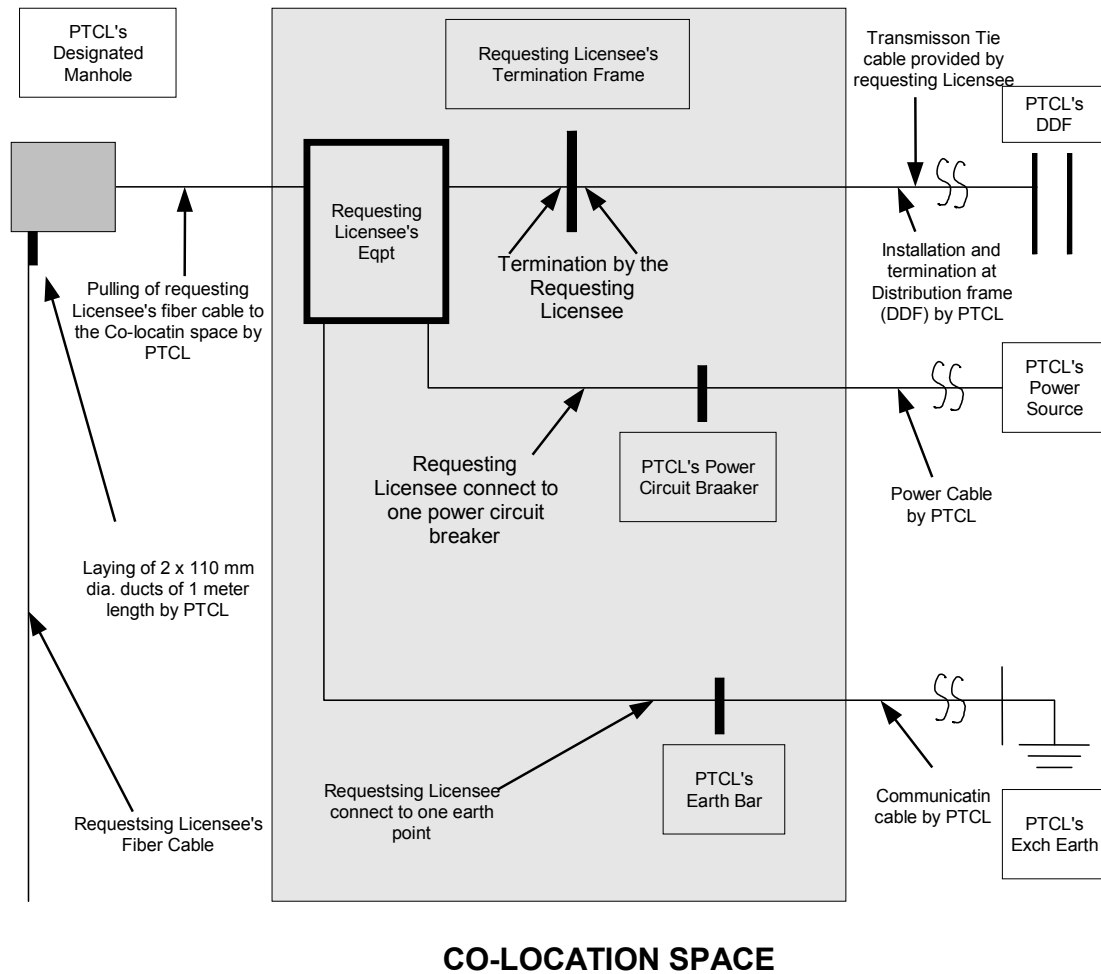 PTCL's
Designated
Manhole
Requesting Licensee's
Termination Frame
Transmisson Tie
cable provided by
requesting Licensee
PTCL's
DDF
Requesting
Licensee's
Eqpt
Pulling of requesting
Licensee's fiber cable to
the Co-locatin space by
PTCL
Termination by the
Requesting
Licensee
Installation and
termination at
Distribution frame
(DDF) by PTCL
PTCL's
Power
Source
Requesting
Licensee connect to
one power circuit
breaker
PTCL's Power
Circuit Braaker
Power Cable
by PTCL
Laying of 2 x 110 mm
dia. ducts of 1 meter
length by PTCL
Requestsing Licensee's
Fiber Cable
Requestsing Licensee
connect to one earth
point
PTCL's
Earth Bar
Communicatin
cable by PTCL
PTCL's
Exch Earth
CO-LOCATION SPACE